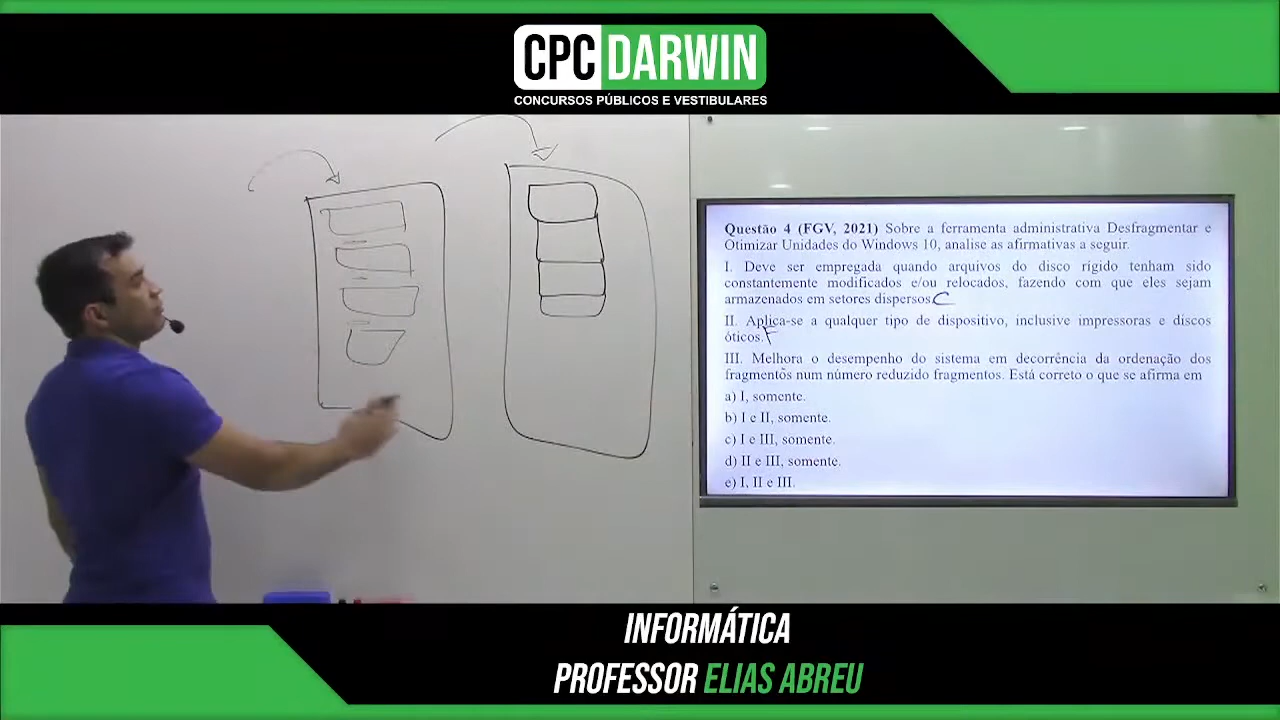 CPC DARWIN
CONCURSOS PÚBLICOS E VESTIBULARES
Questão 4 (FGV, 2021) Sobre a ferramenta administrativa Desfragmentar e
Otimizar Unidades do Windows 10, analise as afirmativas a seguir.
I. Deve ser empregada quando arquivos do disco rígido tenham sido
constantemente modificados e/ou relocados, fazendo com que eles sejam
armazenados em setores dispersos. C
II. Aplica-se a qualquer tipo de dispositivo, inclusive impressoras e discos
óticos. F
III. Melhora o desempenho do sistema em decorrência da ordenação dos
fragmentos num número reduzido fragmentos. Está correto o que se afirma em
a) I, somente.
b) I e II, somente.
c) I e III, somente.
d) II e III, somente.
e) I, II e III.
INFORMÁTICA
PROFESSOR ELIAS ABREU